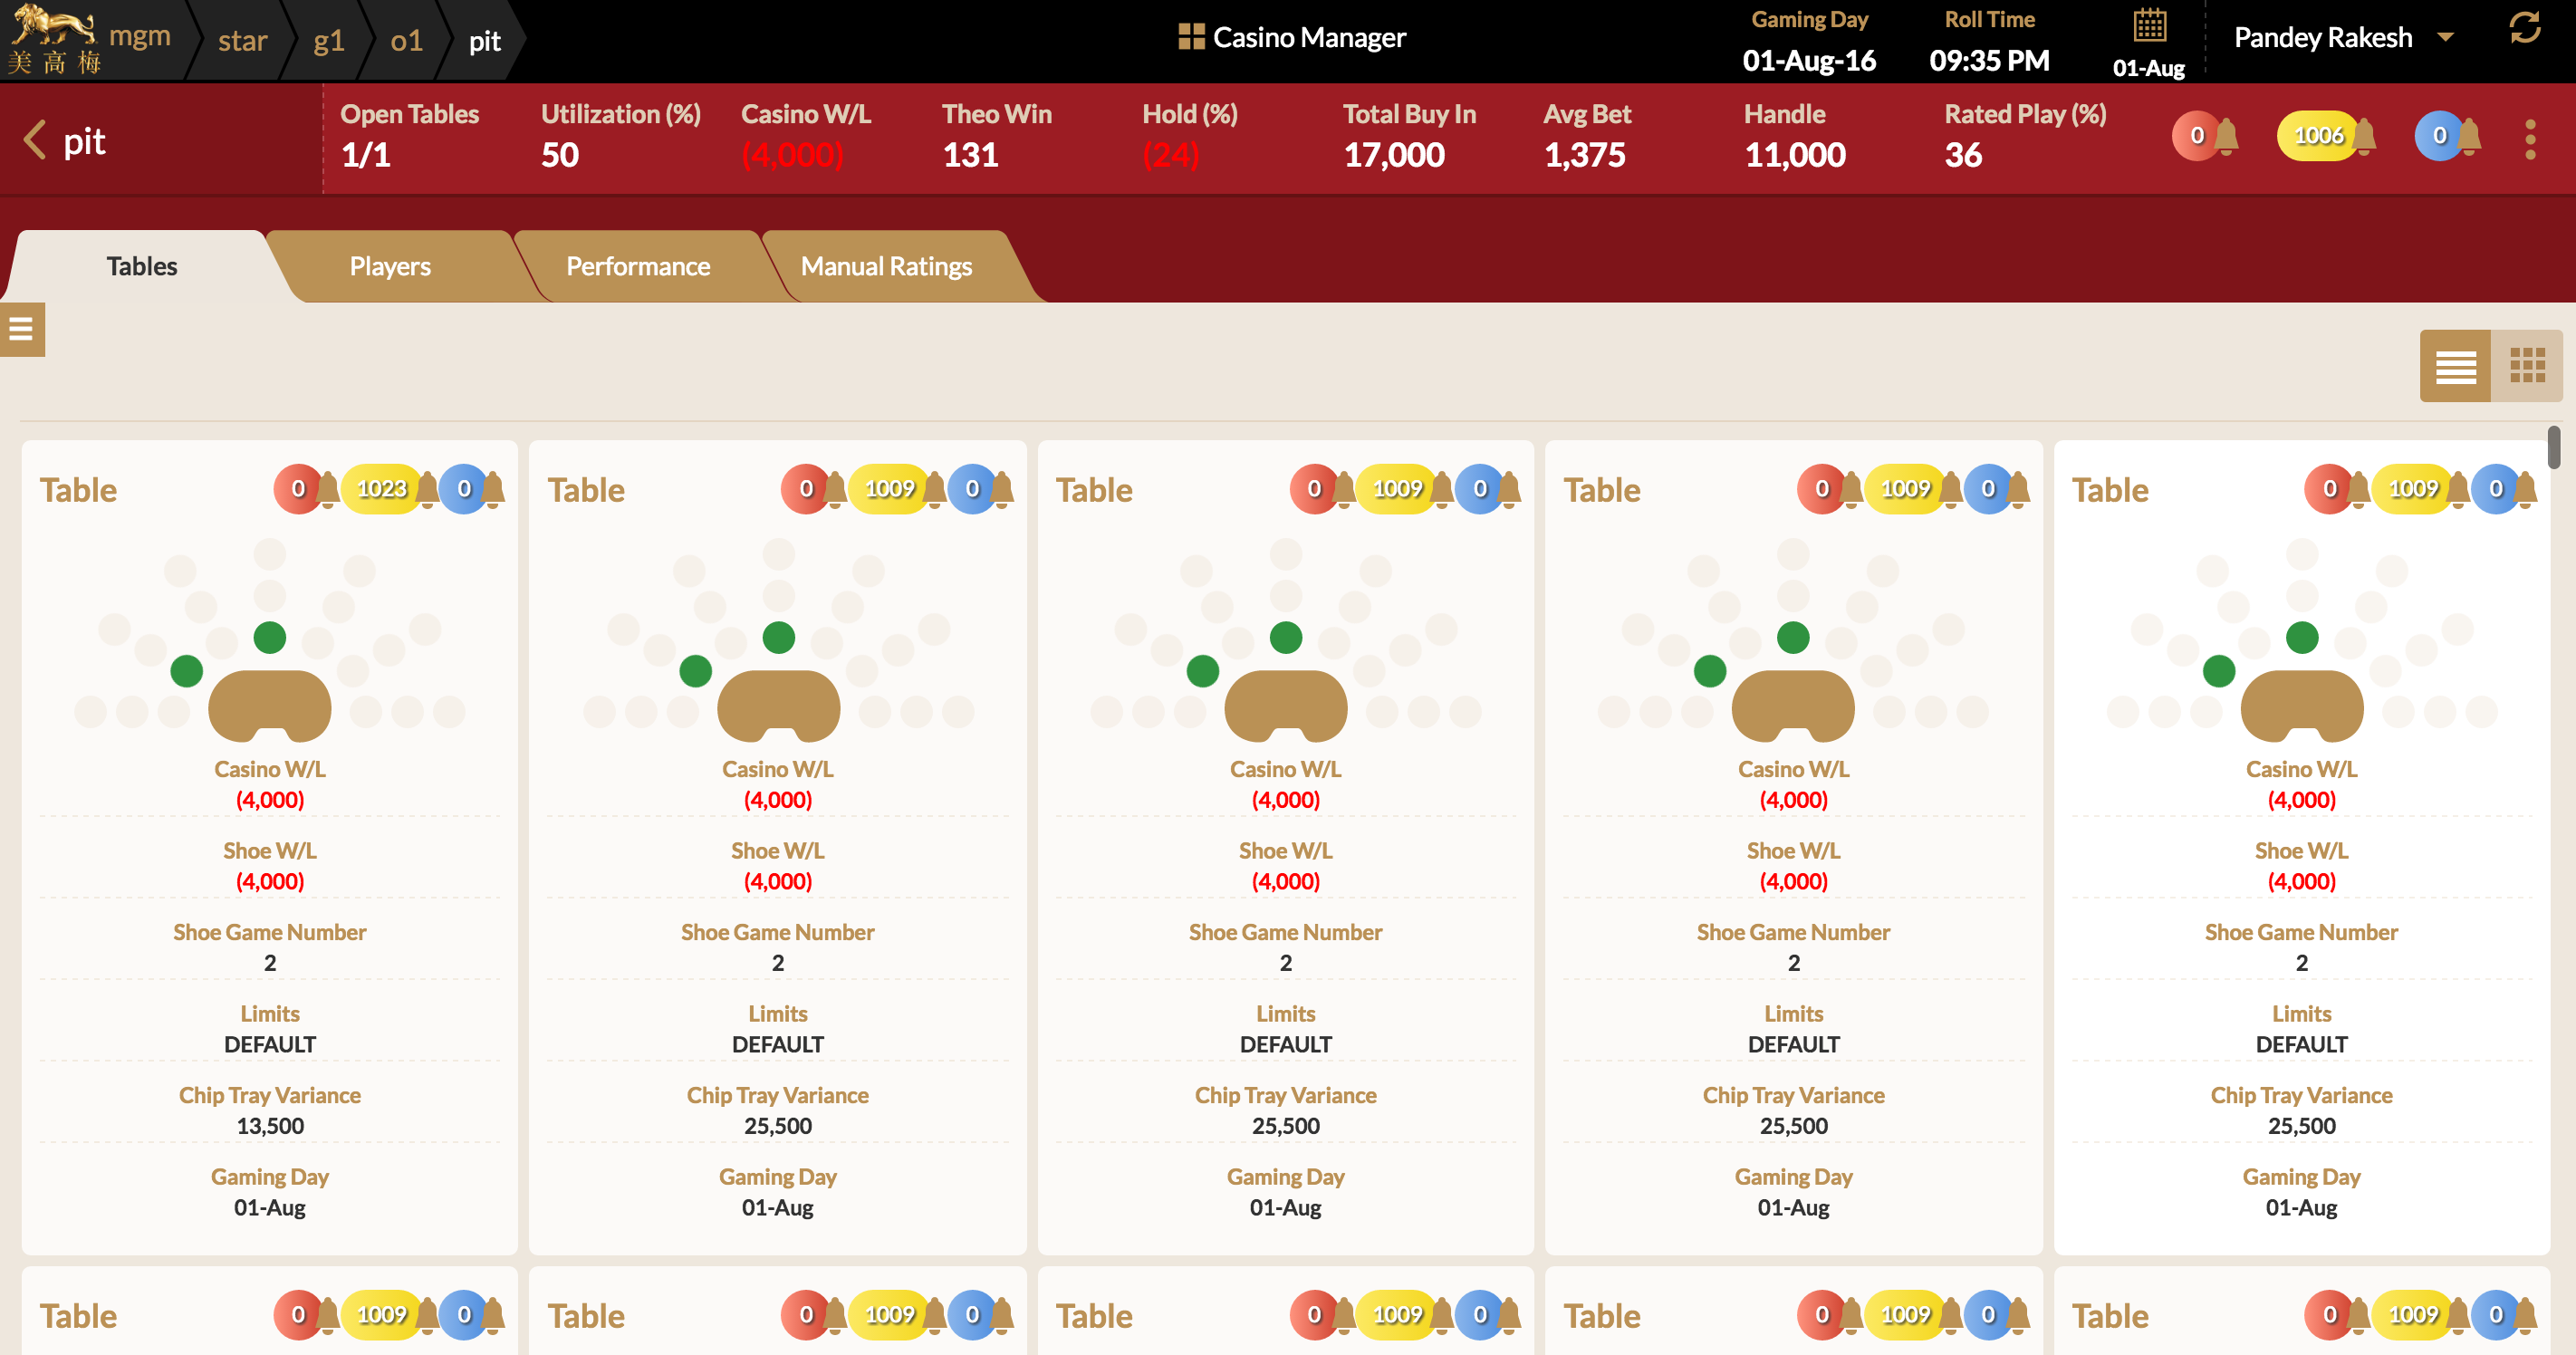 美高梅
mgm
star
g1
o1
pit
Casino Manager
Gaming Day
01-Aug-16
Roll Time
09:35 PM
01-Aug
Pandey Rakesh
pit
Open Tables
1/1
Utilization (%)
50
Casino W/L
(4,000)
Theo Win
131
Hold (%)
(24)
Total Buy In
17,000
Avg Bet
1,375
Handle
11,000
Rated Play (%)
36
0 1006 0
Tables
Players
Performance
Manual Ratings
Table 0 1023 0
Casino W/L
(4,000)
Shoe W/L
(4,000)
Shoe Game Number
2
Limits
DEFAULT
Chip Tray Variance
13,500
Gaming Day
01-Aug
Table 0 1009 0
Casino W/L
(4,000)
Shoe W/L
(4,000)
Shoe Game Number
2
Limits
DEFAULT
Chip Tray Variance
25,500
Gaming Day
01-Aug
Table 0 1009 0
Casino W/L
(4,000)
Shoe W/L
(4,000)
Shoe Game Number
2
Limits
DEFAULT
Chip Tray Variance
25,500
Gaming Day
01-Aug
Table 0 1009 0
Casino W/L
(4,000)
Shoe W/L
(4,000)
Shoe Game Number
2
Limits
DEFAULT
Chip Tray Variance
25,500
Gaming Day
01-Aug
Table 0 1009 0
Casino W/L
(4,000)
Shoe W/L
(4,000)
Shoe Game Number
2
Limits
DEFAULT
Chip Tray Variance
25,500
Gaming Day
01-Aug
Table 0 1009 0
Table 0 1009 0
Table 0 1009 0
Table 0 1009 0
Table 0 1009 0